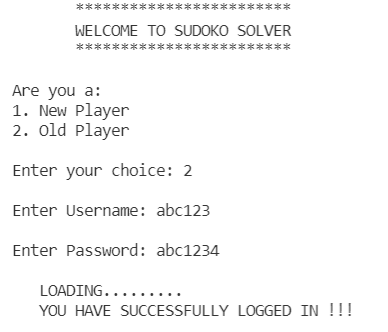 ************************
WELCOME TO SUDOKO SOLVER
************************
Are you a:
1. New Player
2. Old Player
Enter your choice: 2
Enter Username: abc123
Enter Password: abc1234
LOADING.........
YOU HAVE SUCCESSFULLY LOGGED IN !!!